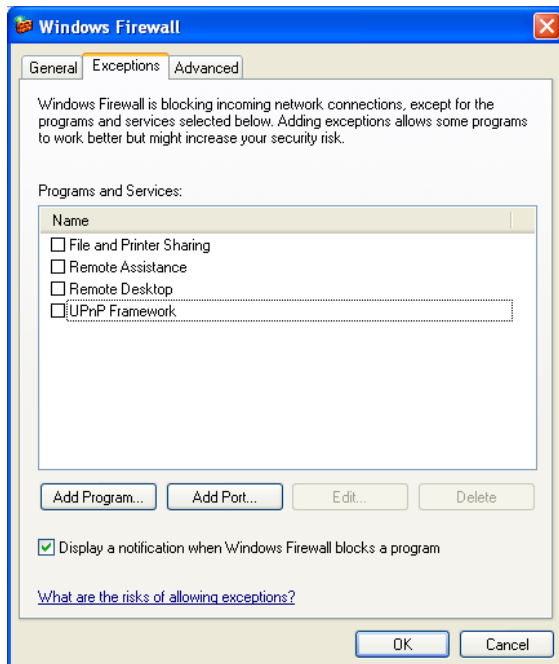 Windows Firewall
General Exceptions Advanced
Windows Firewall is blocking incoming network connections, except for the
programs and services selected below. Adding exceptions allows some programs
to work better but might increase your security risk.
Programs and Services:
Name
File and Printer Sharing
Remote Assistance
Remote Desktop
UPnP Framework
Add Program... Add Port... Edit... Delete
Display a notification when Windows Firewall blocks a program
What are the risks of allowing exceptions?
OK Cancel